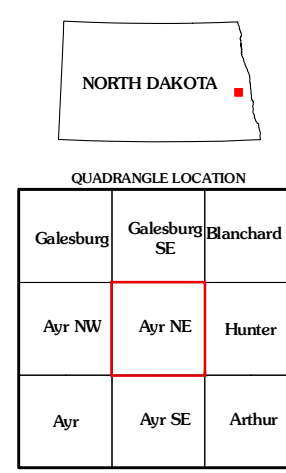 NORTH DAKOTA
QUADRANGLE LOCATION
Galesburg
Galesburg
SE
Blanchard
Ayr NW
Ayr NE
Hunter
Ayr
Ayr SE
Arthur